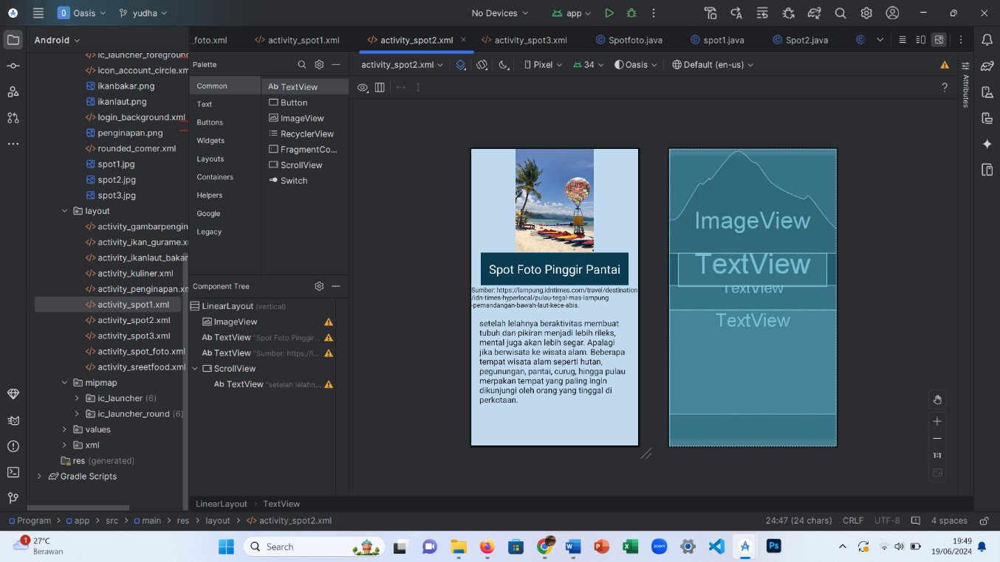 O
Oasis
yudha
No Devices
app
Android
_foto.xml
activity_spot1.xml
activity_spot2.xml
activity_spot3.xml
Spotfoto.java
spot1.java
Spot2.java
ic_launcher_foreground
icon_account_circle.xm
ikanbakar.png
ikanlaut.png
login_background.xml
penginapan.png
rounded_comer.xml
spot1.jpg
spot2.jpg
spot3.jpg
layout
activity_gambarpengin
activity_ikan_gurame.x
activity_ikanlaut_bakar
activity_kuliner.xml
activity_penginapan.xm
activity_spot1.xml
activity_spot2.xml
activity_spot3.xml
activity_spot_foto.xml
activity_sreetfood.xml
mipmap
ic_launcher (6)
ic_launcher_round (6)
values
xml
res (generated)
Gradle Scripts
Palette
Common
Text
Buttons
Widgets
Layouts
Containers
Helpers
Google
Legacy
Ab TextView
Button
ImageView
RecyclerView
FragmentCo...
ScrollView
Switch
Component Tree
LinearLayout (vertical)
ImageView
Ab TextView "Spot Foto Pinggir...
Ab TextView "Sumber: https://l...
ScrollView
Ab TextView "setelah lelahn...
activity_spot2.xml
Pixel
34
Oasis
Default (en-us)
Attributes
Spot Foto Pinggir Pantai
Sumber: https://lampung.idntimes.com/travel/destination
/idn-times-hyperlocal/pulau-tegal-mas-lampung
-pemandangan-bawah-laut-kece-abis.
setelah lelahnya beraktivitas membuat
tubuh dan pikiran menjadi lebih rileks,
mental juga akan lebih segar. Apalagi
jika berwisata ke wisata alam. Beberapa
tempat wisata alam seperti hutan,
pegunungan, pantai, curug, hingga pulau
merpakan tempat yang paling ingin
dikunjungi oleh orang yang tinggal di
perkotaan.
ImageView
TextView
TextView
TextView
1:1
LinearLayout > TextView
Program > app > src > main > res > layout > activity_spot2.xml
24:47 (24 chars)
CRLF
UTF-8
4 spaces
1
27°C
Berawan
Search
zoom
Ps
19:49
19/06/2024